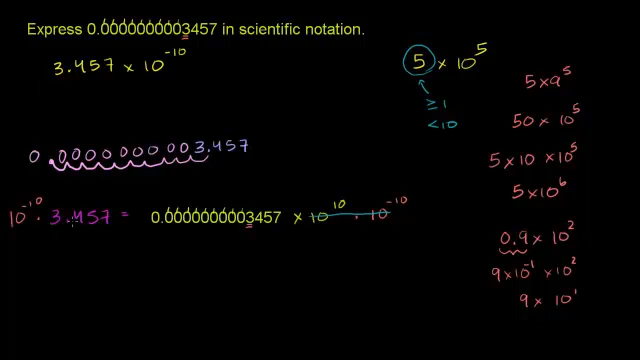 Express 0.00000000003457 in scientific notation.
3.457 × 10^-10
5 × 10^5
≥1
<10
0 0000000003.457
10^-10 · 3.457 = 0.00000000003457 × 10^10 · 10^-10
5×9^5
50 × 10^5
5 × 10 × 10^5
5 × 10^6
0.9 × 10^2
9 × 10^-1 × 10^2
9 × 10^1